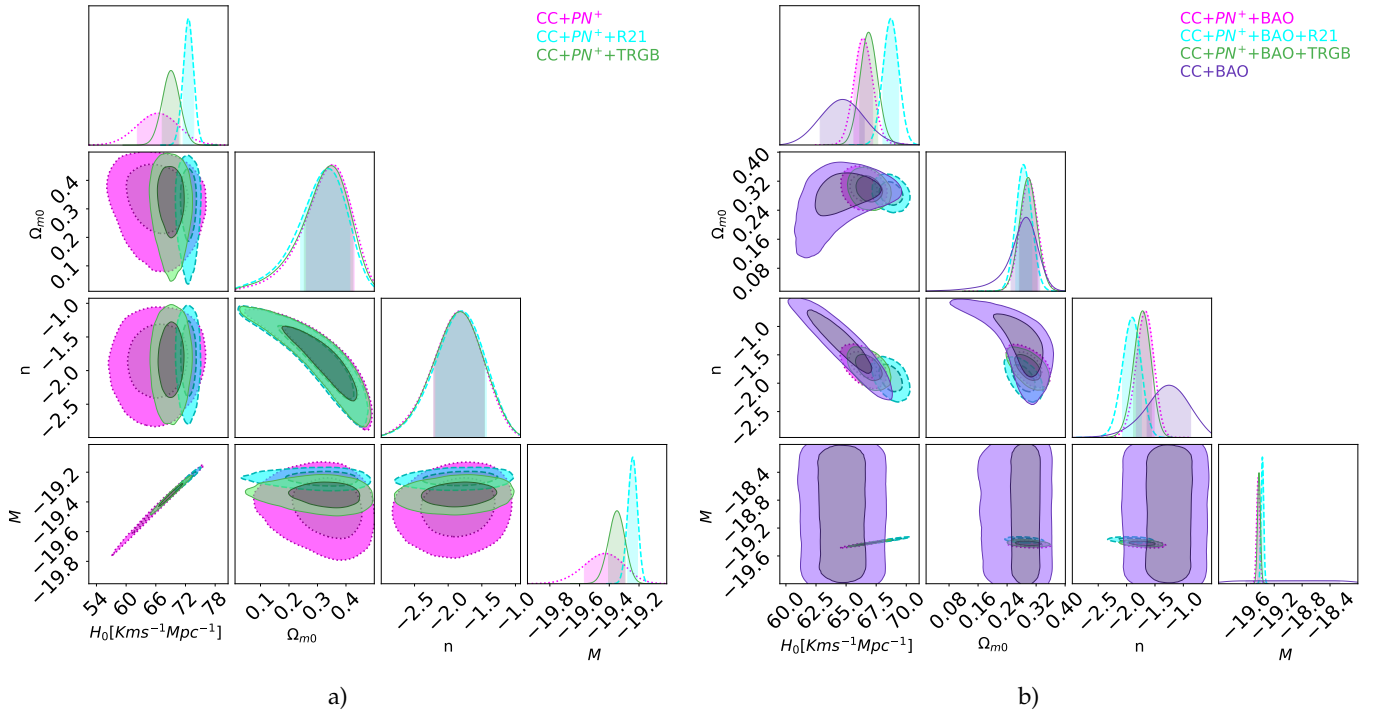 CC+PN⁺
CC+PN⁺+R21
CC+PN⁺+TRGB
Ω_m0
0.4
0.3
0.2
0.1
n
−1.0
−1.5
−2.0
−2.5
M
−19.2
−19.4
−19.6
−19.8
54 60 66 72 78
H₀[Kms⁻¹Mpc⁻¹]
0.1 0.2 0.3 0.4
Ω_m0
−2.5 −2.0 −1.5 −1.0
n
−19.8 −19.6 −19.4 −19.2
M
a)
CC+PN⁺+BAO
CC+PN⁺+BAO+R21
CC+PN⁺+BAO+TRGB
CC+BAO
Ω_m0
0.40
0.32
0.24
0.16
0.08
n
−1.0
−1.5
−2.0
−2.5
M
−18.4
−18.8
−19.2
−19.6
60.0 62.5 65.0 67.5 70.0
H₀[Kms⁻¹Mpc⁻¹]
0.08 0.16 0.24 0.32 0.40
Ω_m0
−2.5 −2.0 −1.5 −1.0
n
−19.6 −19.2 −18.8 −18.4
M
b)